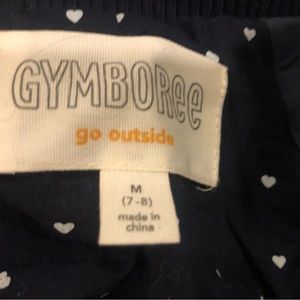 GYMBORee
go outside
M
(7-8)
made in
china